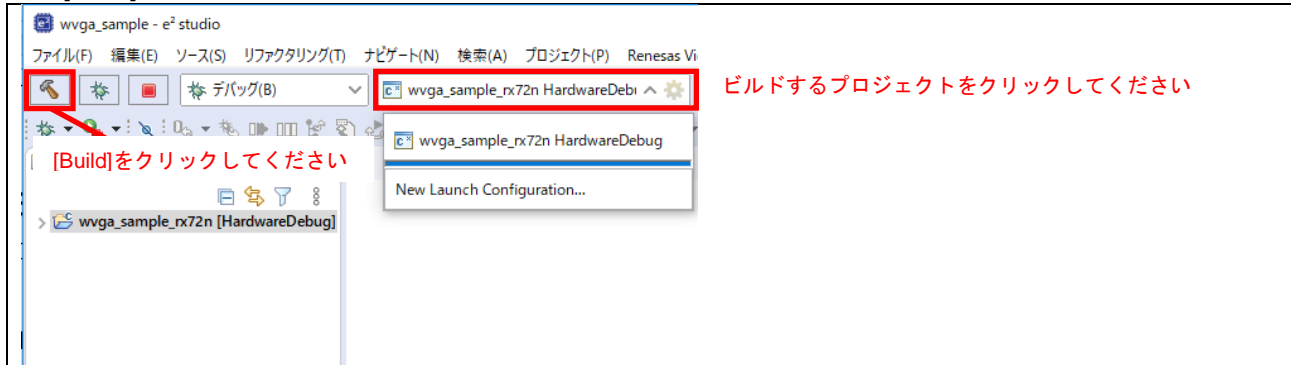 wvga_sample - e² studio
ファイル(F) 編集(E) ソース(S) リファクタリング(T) ナビゲート(N) 検索(A) プロジェクト(P) Renesas
デバッグ(B) wvga_sample_rx72n HardwareDebu
ビルドするプロジェクトをクリックしてください
wvga_sample_rx72n HardwareDebug
[Build]をクリックしてください
New Launch Configuration...
wvga_sample_rx72n [HardwareDebug]